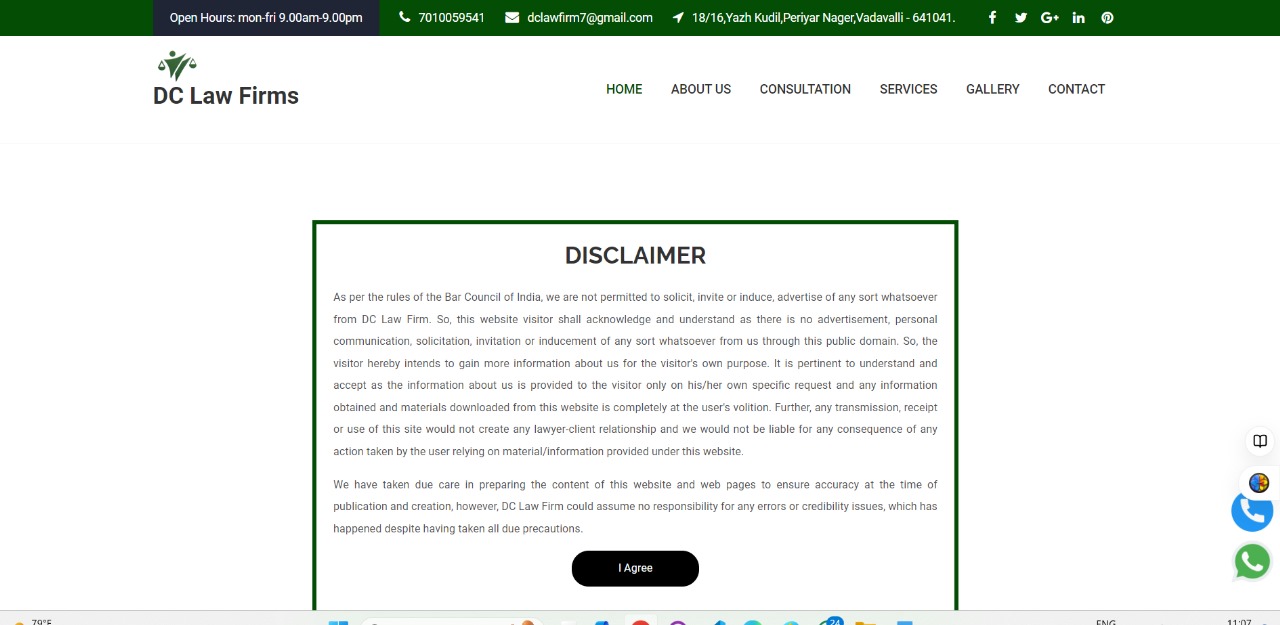 Open Hours: mon-fri 9.00am-9.00pm 7010059541 dclawfirm7@gmail.com 18/16,Yazh Kudil,Periyar Nager,Vadavalli - 641041.
DC Law Firms
HOME ABOUT US CONSULTATION SERVICES GALLERY CONTACT
DISCLAIMER
As per the rules of the Bar Council of India, we are not permitted to solicit, invite or induce, advertise of any sort whatsoever
from DC Law Firm. So, this website visitor shall acknowledge and understand as there is no advertisement, personal
communication, solicitation, invitation or inducement of any sort whatsoever from us through this public domain. So, the
visitor hereby intends to gain more information about us for the visitor's own purpose. It is pertinent to understand and
accept as the information about us is provided to the visitor only on his/her own specific request and any information
obtained and materials downloaded from this website is completely at the user's volition. Further, any transmission, receipt
or use of this site would not create any lawyer-client relationship and we would not be liable for any consequence of any
action taken by the user relying on material/information provided under this website.
We have taken due care in preparing the content of this website and web pages to ensure accuracy at the time of
publication and creation, however, DC Law Firm could assume no responsibility for any errors or credibility issues, which has
happened despite having taken all due precautions.
I Agree
79°F 24 ENG 11:07